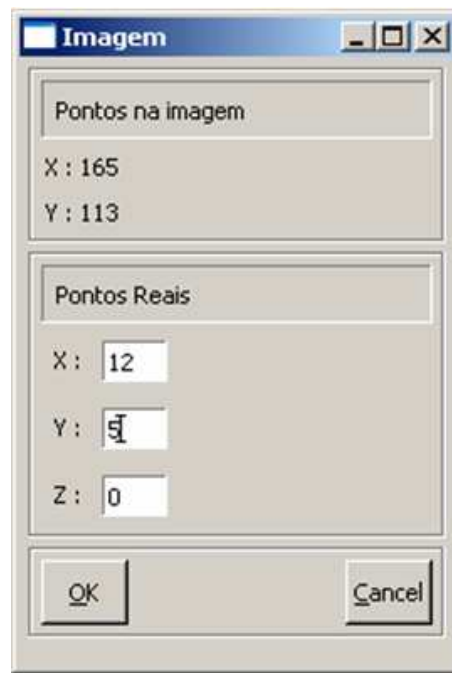 Imagem
Pontos na imagem
X : 165
Y : 113
Pontos Reais
X : 12
Y : 5
Z : 0
OK Cancel